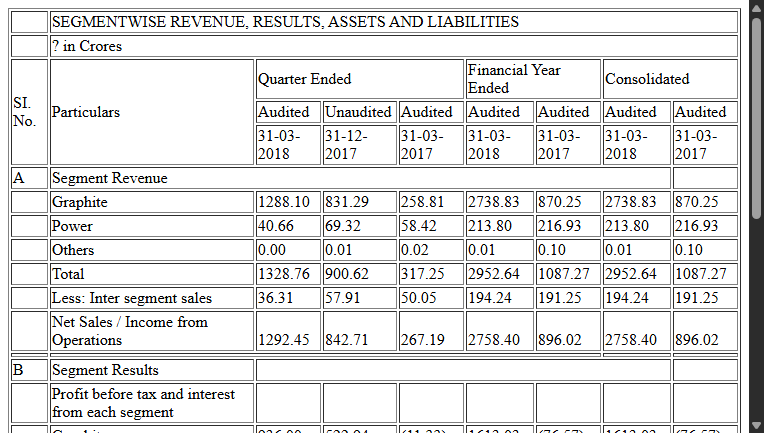 SEGMENTWISE REVENUE, RESULTS, ASSETS AND LIABILITIES
? in Crores
SI. No. Particulars Quarter Ended Financial Year Ended Consolidated
Audited Unaudited Audited Audited Audited Audited Audited
31-03-2018 31-12-2017 31-03-2017 31-03-2018 31-03-2017 31-03-2018 31-03-2017
A Segment Revenue
Graphite 1288.10 831.29 258.81 2738.83 870.25 2738.83 870.25
Power 40.66 69.32 58.42 213.80 216.93 213.80 216.93
Others 0.00 0.01 0.02 0.01 0.10 0.01 0.10
Total 1328.76 900.62 317.25 2952.64 1087.27 2952.64 1087.27
Less: Inter segment sales 36.31 57.91 50.05 194.24 191.25 194.24 191.25
Net Sales / Income from Operations 1292.45 842.71 267.19 2758.40 896.02 2758.40 896.02
B Segment Results
Profit before tax and interest from each segment